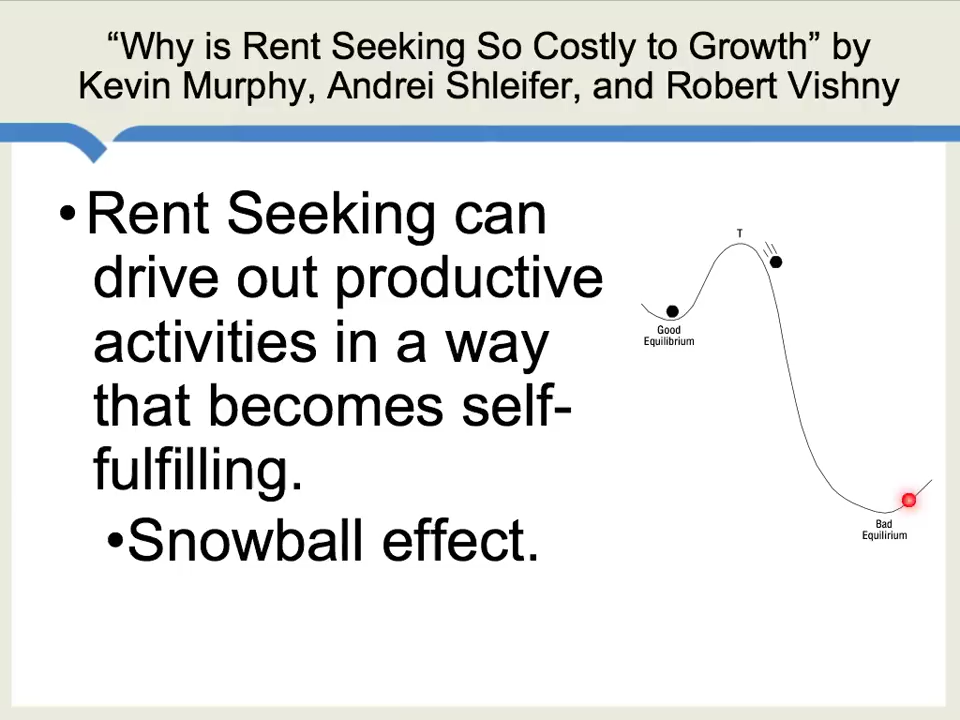 “Why is Rent Seeking So Costly to Growth” by
Kevin Murphy, Andrei Shleifer, and Robert Vishny
•Rent Seeking can
drive out productive
activities in a way
that becomes self-
fulfilling.
•Snowball effect.
T
Good
Equilibrium
Bad
Equilirium